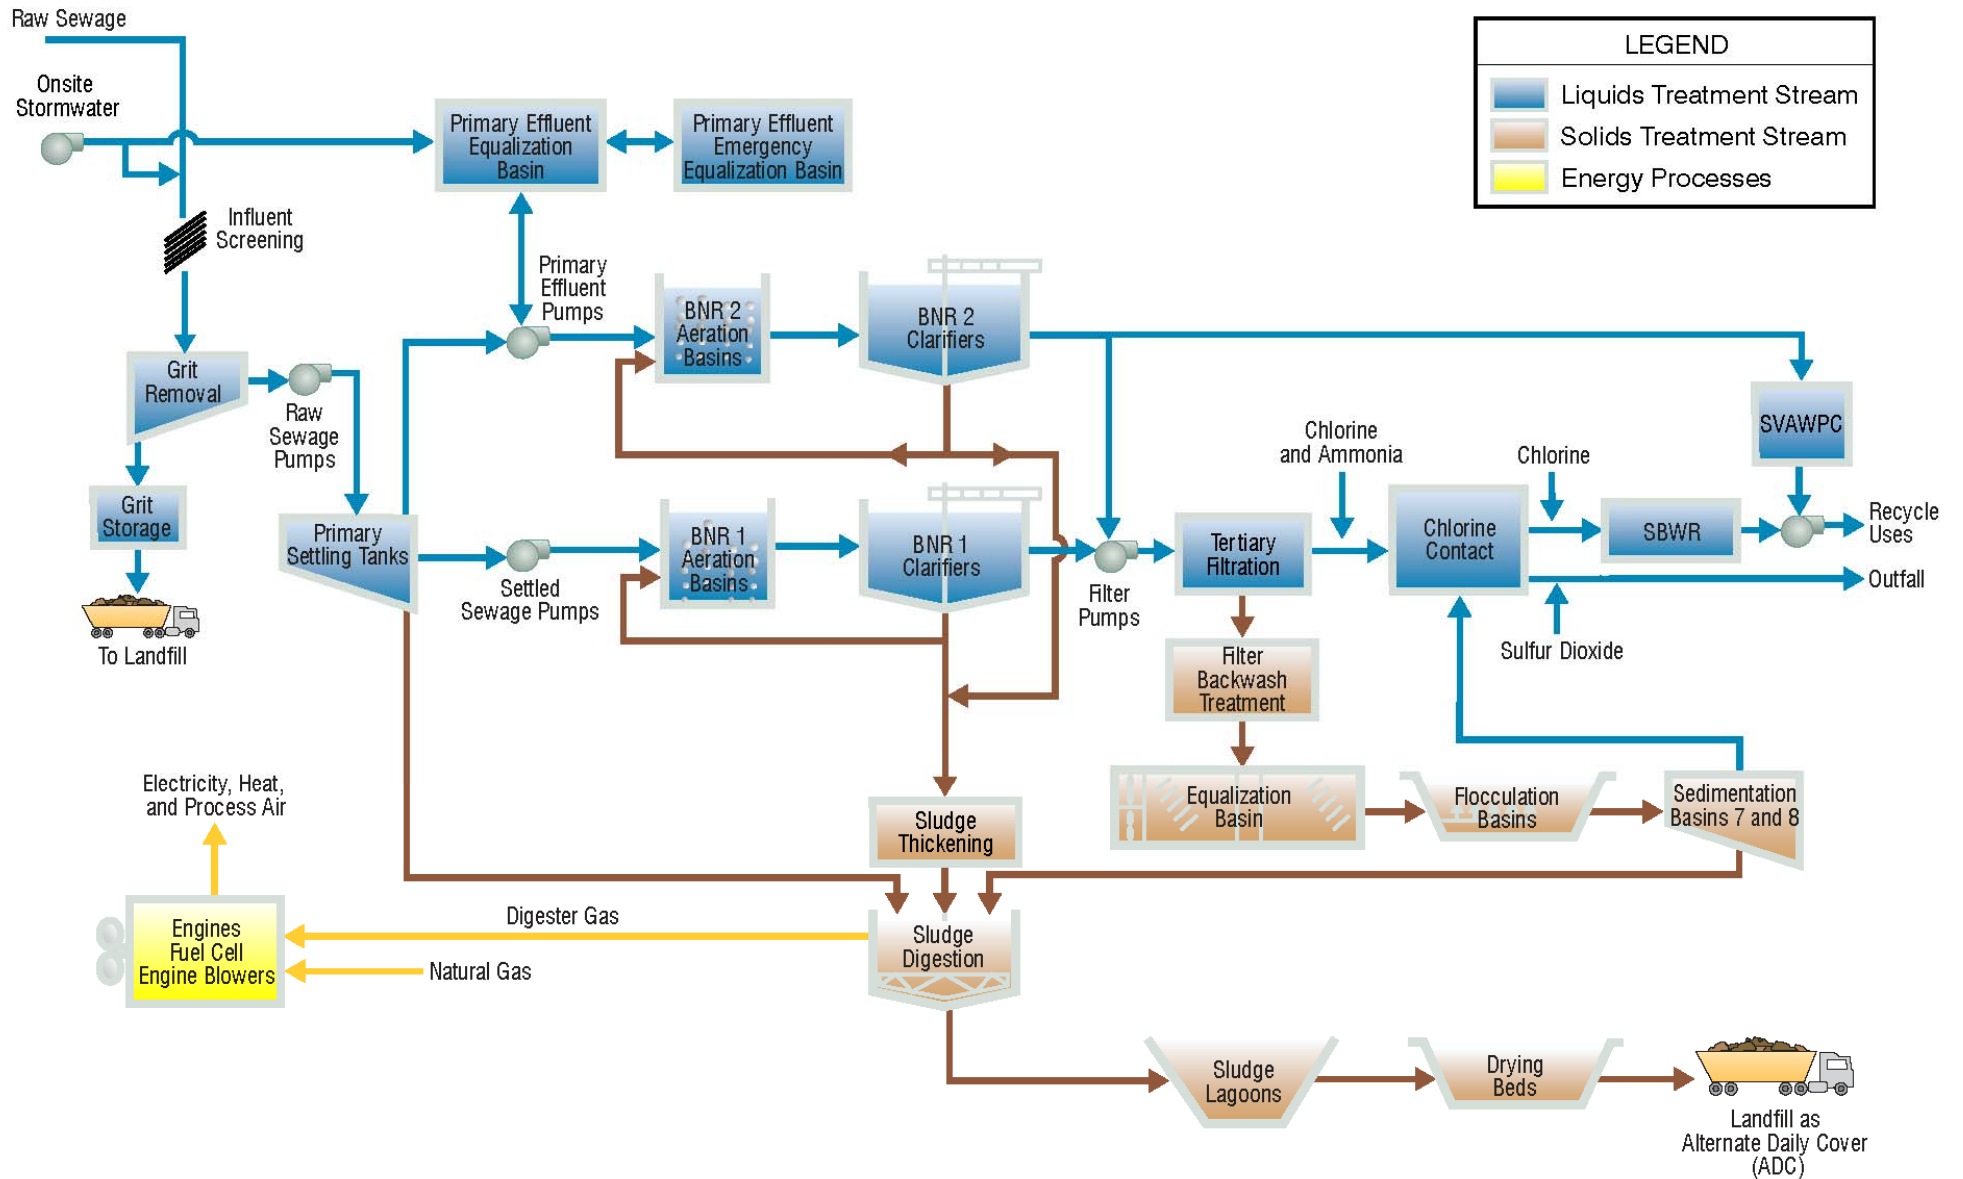 Raw Sewage
Onsite
Stormwater
Influent
Screening
Grit
Removal
Raw
Sewage
Pumps
Grit
Storage
To Landfill
Primary
Settling Tanks
Primary Effluent
Equalization
Basin
Primary Effluent
Emergency
Equalization Basin
Primary
Effluent
Pumps
BNR 2
Aeration
Basins
BNR 2
Clarifiers
Settled
Sewage Pumps
BNR 1
Aeration
Basins
BNR 1
Clarifiers
Filter
Pumps
Tertiary
Filtration
Chlorine
and Ammonia
Chlorine
Contact
Chlorine
SBWR
SVAWPC
Recycle
Uses
Outfall
Sulfur Dioxide
Filter
Backwash
Treatment
Equalization
Basin
Flocculation
Basins
Sedimentation
Basins 7 and 8
Sludge
Thickening
Sludge
Digestion
Digester Gas
Natural Gas
Electricity, Heat,
and Process Air
Engines
Fuel Cell
Engine Blowers
Sludge
Lagoons
Drying
Beds
Landfill as
Alternate Daily Cover
(ADC)
LEGEND
Liquids Treatment Stream
Solids Treatment Stream
Energy Processes